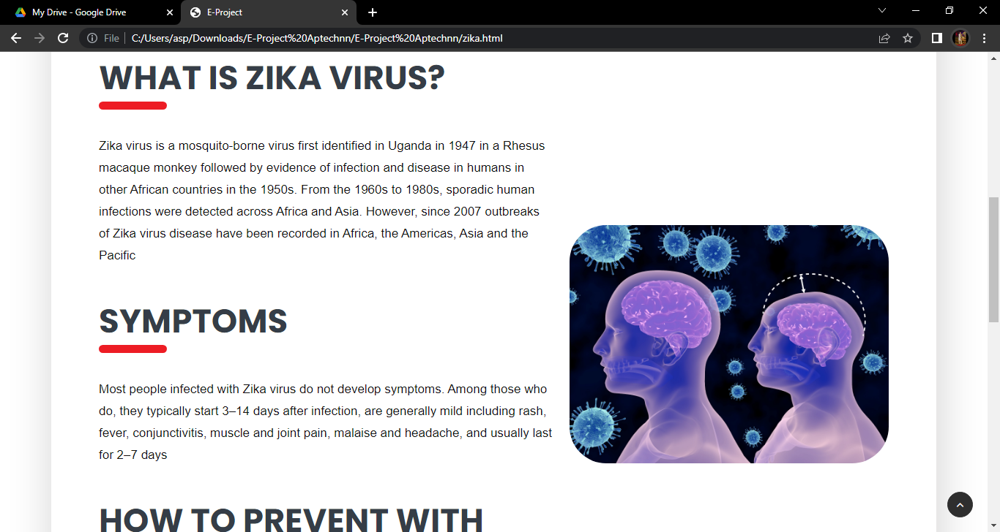 My Drive - Google Drive
E-Project
File
C:/Users/asp/Downloads/E-Project%20Aptechnn/E-Project%20Aptechnn/zika.html
WHAT IS ZIKA VIRUS?
Zika virus is a mosquito-borne virus first identified in Uganda in 1947 in a Rhesus
macaque monkey followed by evidence of infection and disease in humans in
other African countries in the 1950s. From the 1960s to 1980s, sporadic human
infections were detected across Africa and Asia. However, since 2007 outbreaks
of Zika virus disease have been recorded in Africa, the Americas, Asia and the
Pacific
SYMPTOMS
Most people infected with Zika virus do not develop symptoms. Among those who
do, they typically start 3–14 days after infection, are generally mild including rash,
fever, conjunctivitis, muscle and joint pain, malaise and headache, and usually last
for 2–7 days
HOW TO PREVENT WITH